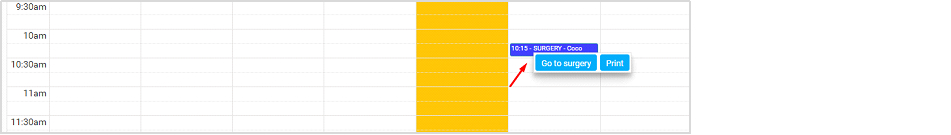 9:30am
10am
10:15 - SURGERY - Coco
10:30am
Go to surgery Print
11am
11:30am